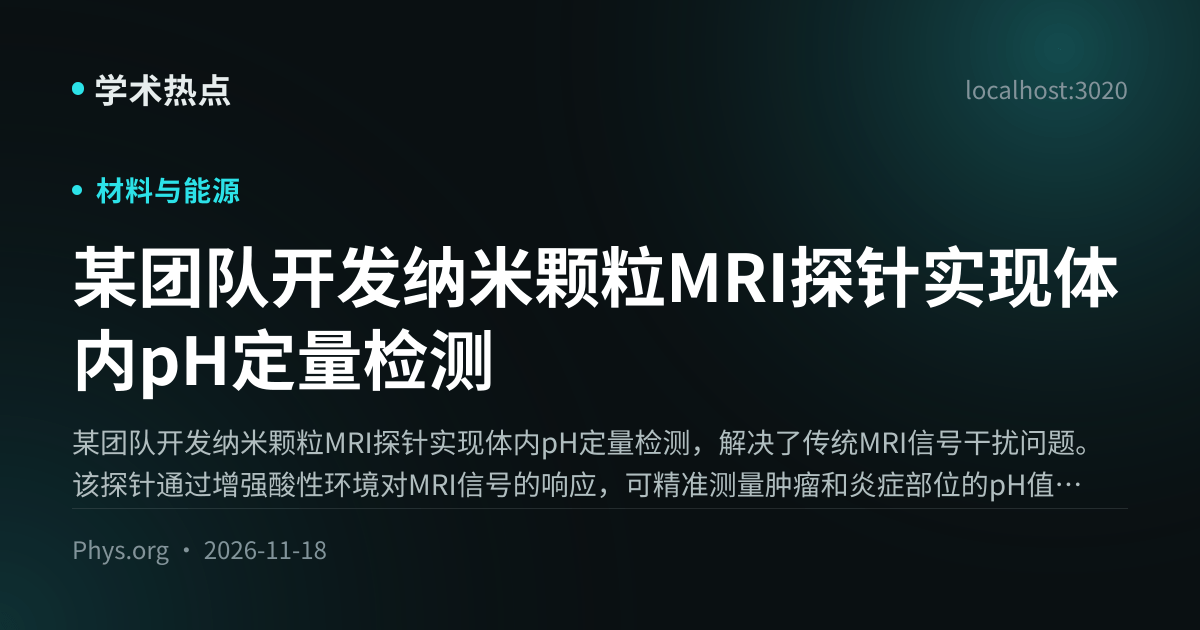 学术热点
localhost:3020
材料与能源
某团队开发纳米颗粒MRI探针实现体
内pH定量检测
某团队开发纳米颗粒MRI探针实现体内pH定量检测，解决了传统MRI信号干扰问题。
该探针通过增强酸性环境对MRI信号的响应，可精准测量肿瘤和炎症部位的pH值…
Phys.org · 2026-11-18